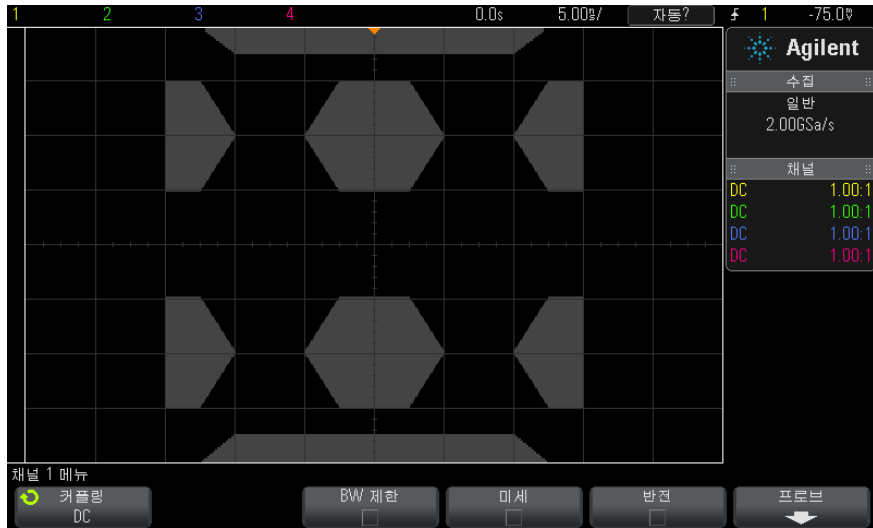 1 2 3 4 0.0s 5.00ns/ 자동? 1 -75.0V
Agilent
수집
일반
2.00GSa/s
채널
DC 1.00:1
DC 1.00:1
DC 1.00:1
DC 1.00:1
채널 1 메뉴
커플링
DC
BW 제한
미세
반전
프로브